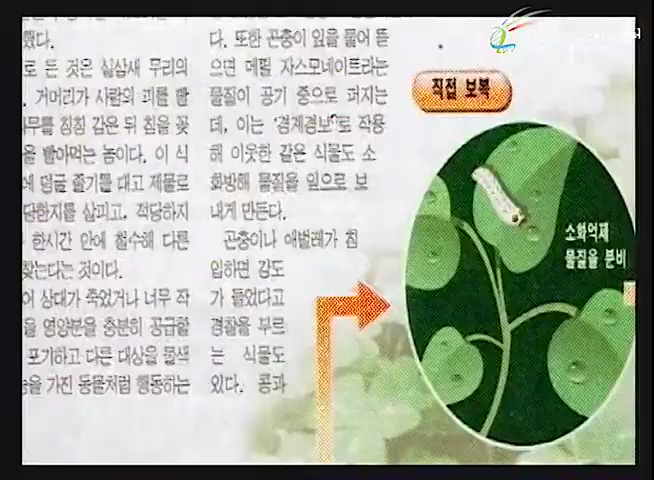 했다.
로 든 것은 실삼새 무리의
거머리가 사람의 피를 빨
나무를 칭칭 감은 뒤 침을 꽂
을 빨아먹는 놈이다. 이 식
에 덩굴 줄기를 대고 제물로
당한지를 살피고, 적당하지
한시간 안에 철수해 다른
찾는다는 것이다.
어 상대가 죽었거나 너무 작
을 영양분을 충분히 공급할
포기하고 다른 대상을 물색
능을 가진 동물처럼 행동하는
다. 또한 곤충이 잎을 물어 뜯
으면 메틸 자스모네이트라는
물질이 공기 중으로 퍼지는
데, 이는 '경계경보'로 작용
해 이웃한 같은 식물도 소
화방해 물질을 잎으로 보
내게 만든다.
곤충이나 애벌레가 침
입하면 강도
가 들었다고
경찰을 부르
는 식물도
있다. 콩과
직접 보복
소화억제
물질을 분비